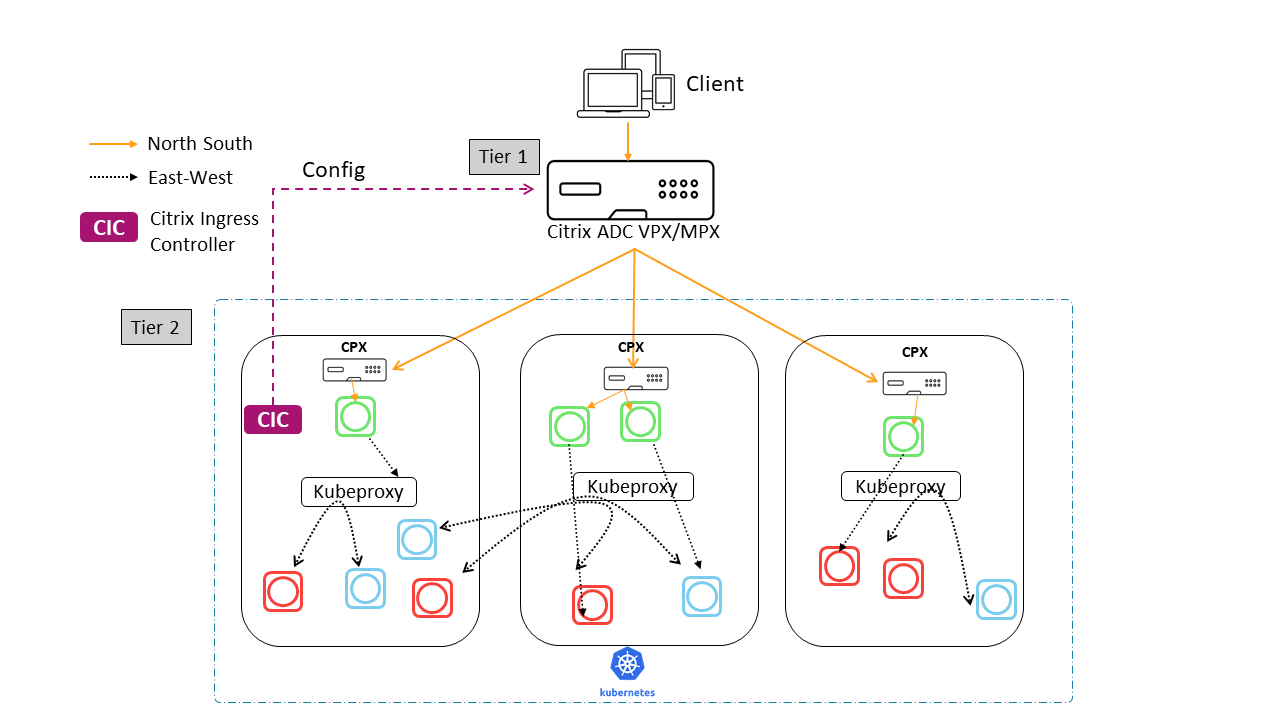 Client
North South
East-West
CIC
Citrix Ingress
Controller
Config
Tier 1
Citrix ADC VPX/MPX
Tier 2
CPX
CPX
CPX
CIC
Kubeproxy
Kubeproxy
Kubeproxy
kubernetes